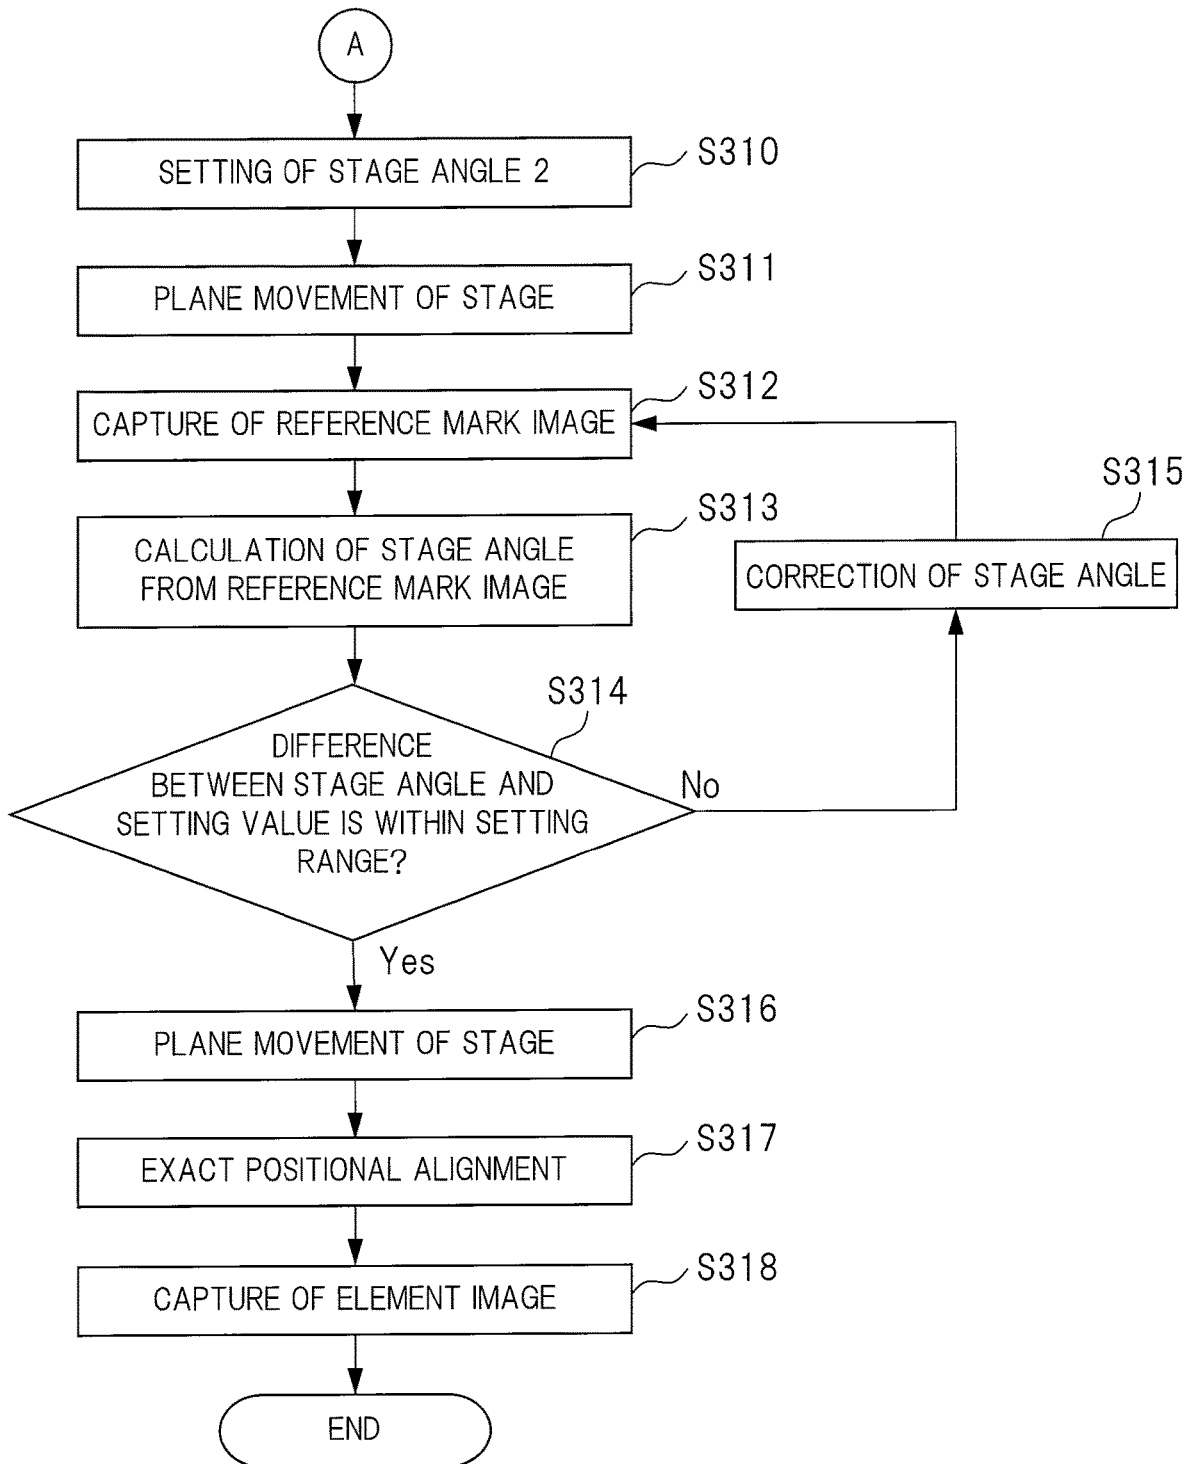 A
SETTING OF STAGE ANGLE 2
S310
PLANE MOVEMENT OF STAGE
S311
CAPTURE OF REFERENCE MARK IMAGE
S312
CALCULATION OF STAGE ANGLE
FROM REFERENCE MARK IMAGE
S313
CORRECTION OF STAGE ANGLE
S315
DIFFERENCE
BETWEEN STAGE ANGLE AND
SETTING VALUE IS WITHIN SETTING
RANGE?
S314
No
Yes
PLANE MOVEMENT OF STAGE
S316
EXACT POSITIONAL ALIGNMENT
S317
CAPTURE OF ELEMENT IMAGE
S318
END